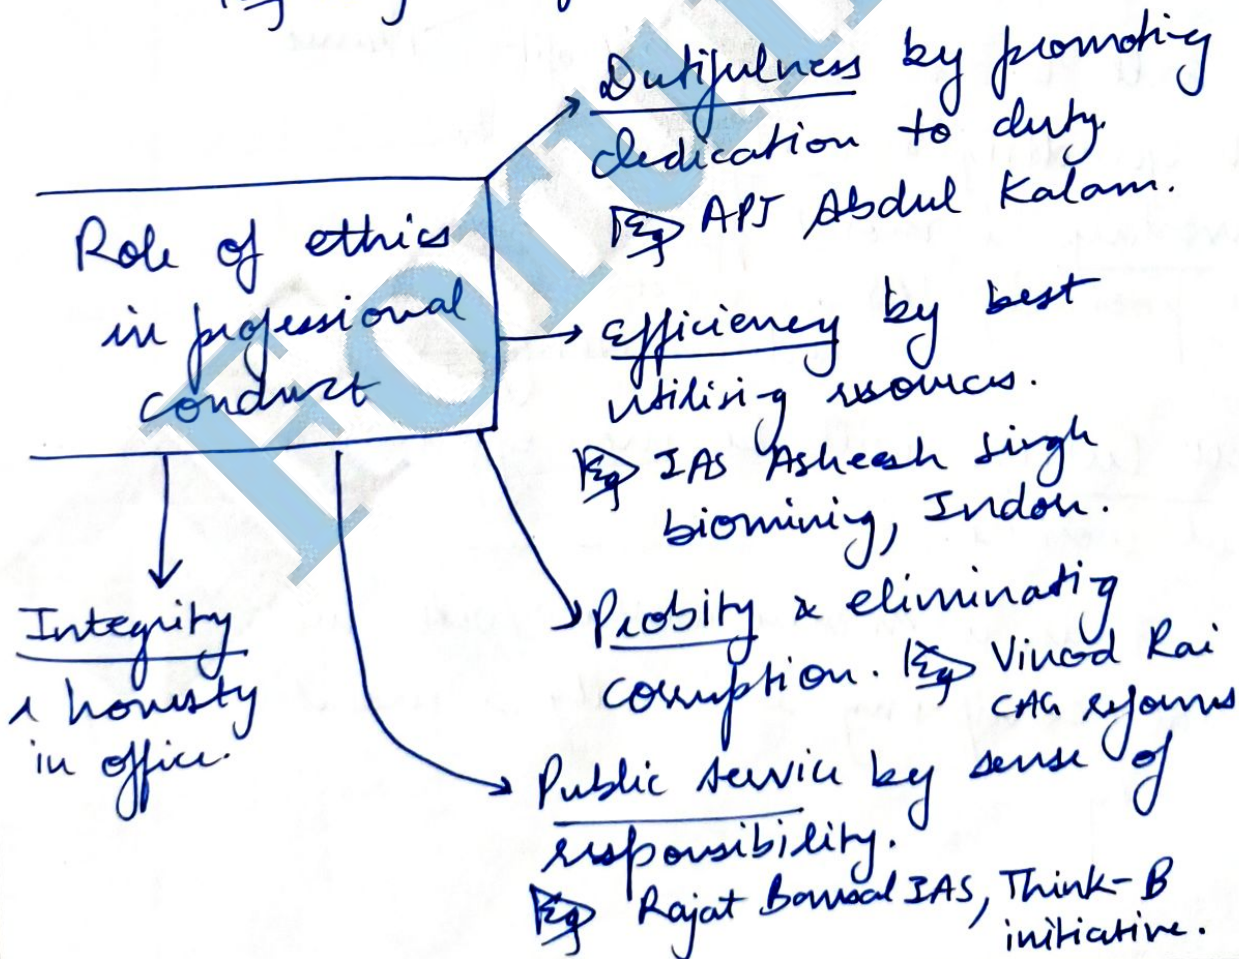 Role of ethics
in professional
conduct
Dutifulness by promoting
dedication to duty.
Eg APJ Abdul Kalam.
Efficiency by best
utilising resources.
Eg IAS Asheesh Singh
biomining, Indore.
Probity & eliminating
corruption. Eg Vinod Rai
CAG reforms
Public service by sense of
responsibility.
Eg Rajat Bansal IAS, Think-B
initiative.
Integrity
& honesty
in office.
Forum